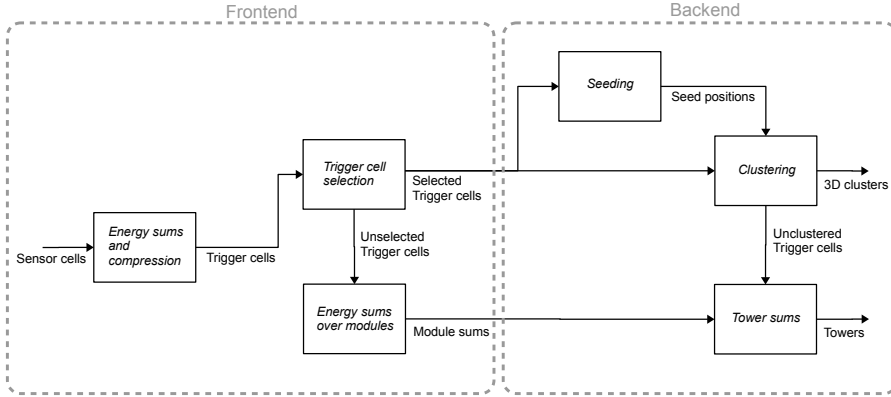 Frontend
Backend
Seeding
Seed positions
Trigger cell
selection
Selected
Trigger cells
Clustering
3D clusters
Energy sums
and
compression
Sensor cells
Trigger cells
Unselected
Trigger cells
Unclustered
Trigger cells
Energy sums
over modules
Module sums
Tower sums
Towers